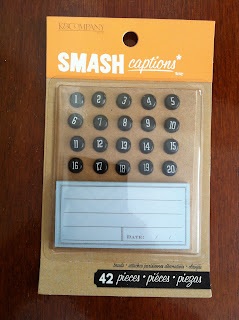 K&COMPANY
SMASH captions*
1 2 3 4 5
6 7 8 9 10
11 12 13 14 15
16 17 18 19 20
DATE: / /
42 pieces • pièces • piezas